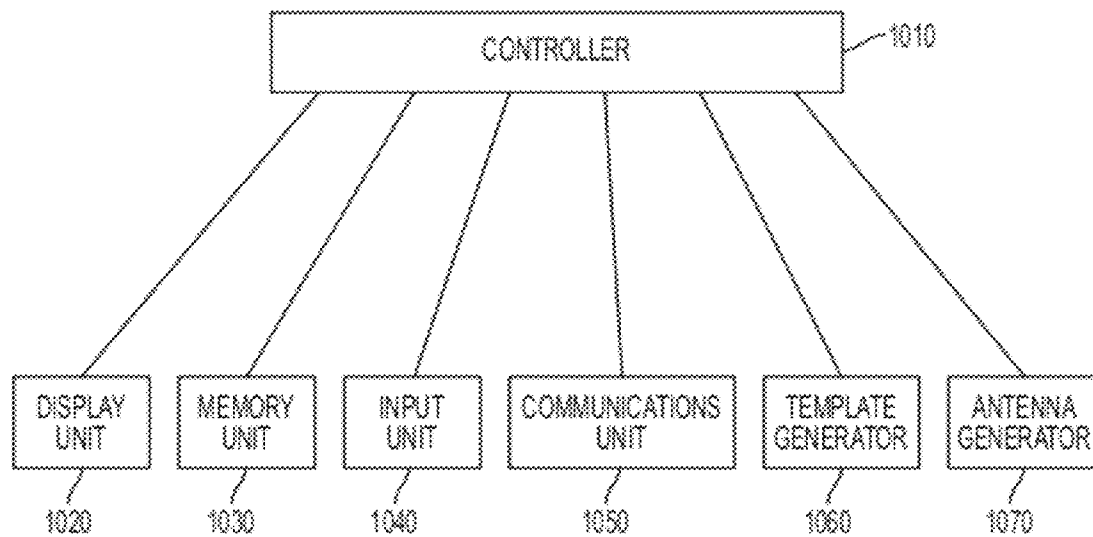 CONTROLLER
1010
DISPLAY
UNIT
MEMORY
UNIT
INPUT
UNIT
COMMUNICATIONS
UNIT
TEMPLATE
GENERATOR
ANTENNA
GENERATOR
1020
1030
1040
1050
1060
1070